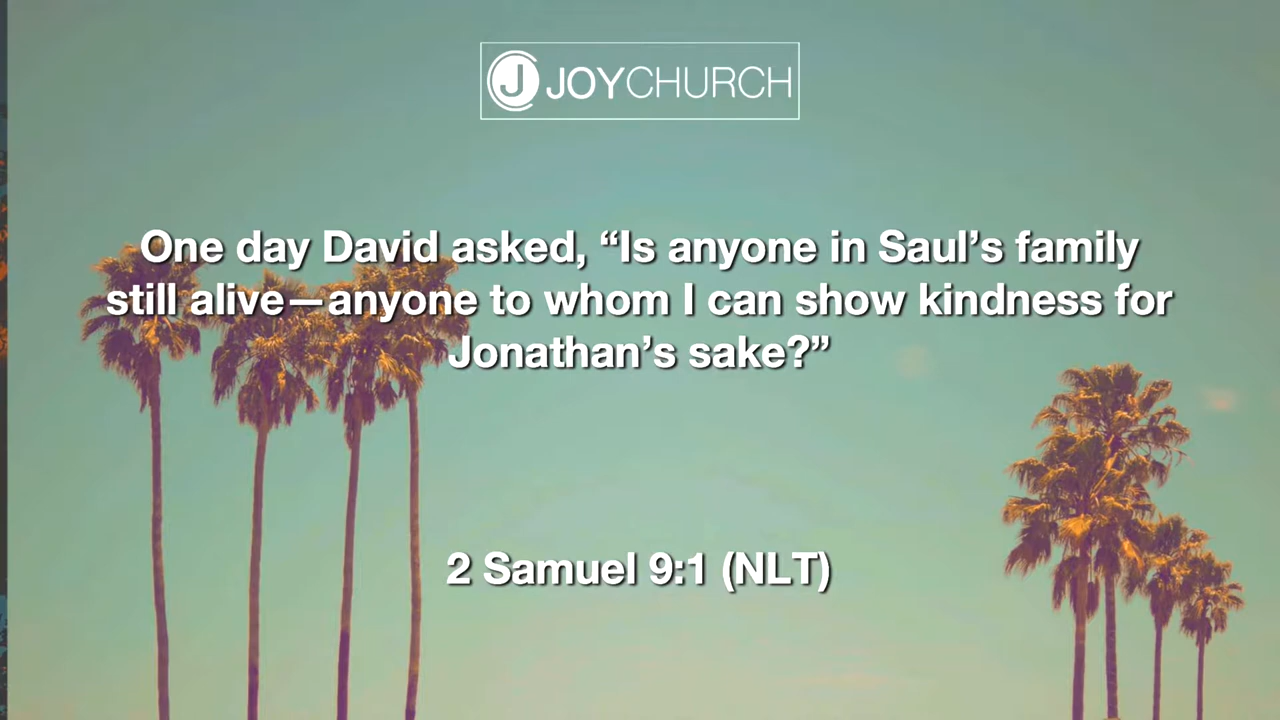 J JOYCHURCH
One day David asked, “Is anyone in Saul’s family
still alive—anyone to whom I can show kindness for
Jonathan’s sake?”
2 Samuel 9:1 (NLT)